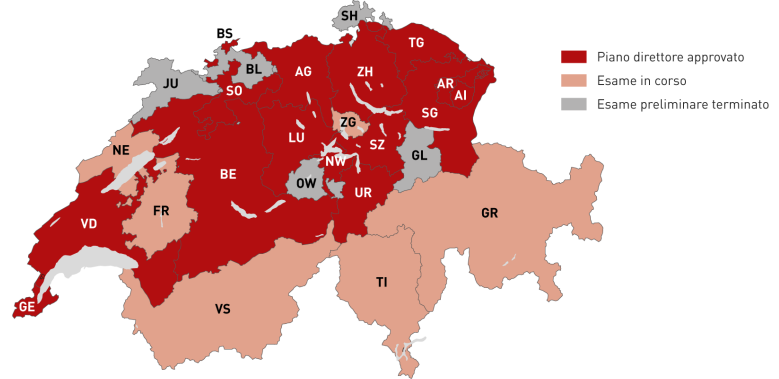 SH
BS
TG
Piano direttore approvato
BL
AG
ZH
Esame in corso
JU
AR
SO
AI
Esame preliminare terminato
SG
ZG
LU
NE
SZ
GL
NW
BE
OW
UR
FR
GR
VD
TI
GE
VS